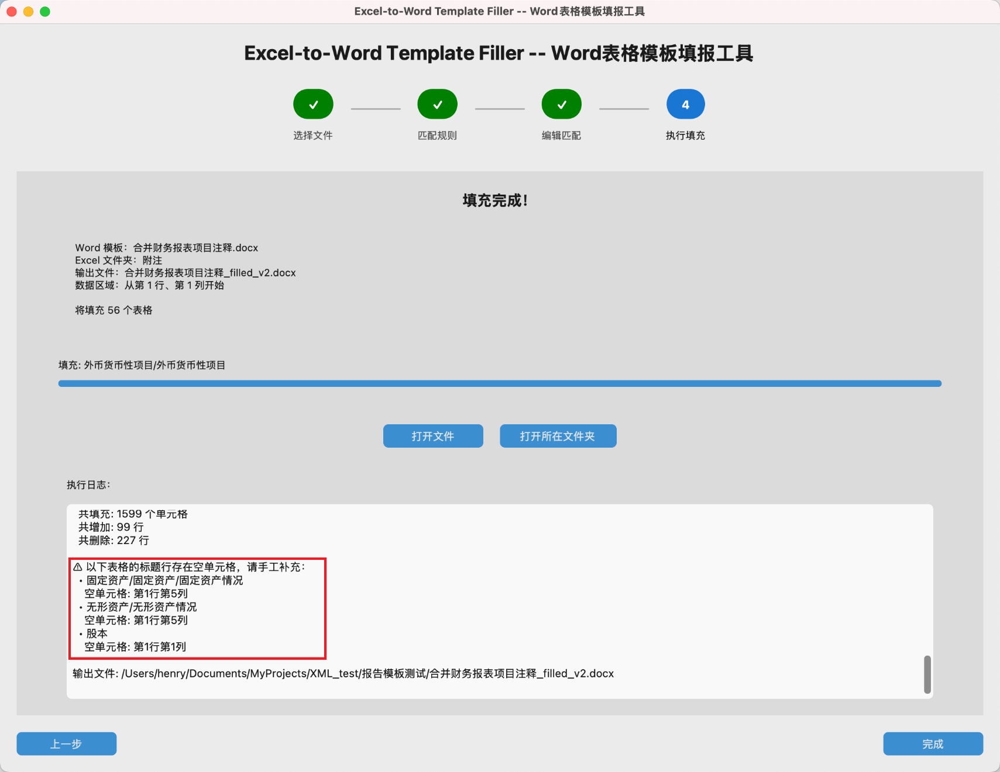 Excel-to-Word Template Filler -- Word表格模板填报工具
Excel-to-Word Template Filler -- Word表格模板填报工具
✓ ✓ ✓ 4
选择文件 匹配规则 编辑匹配 执行填充
填充完成！
Word 模板：合并财务报表项目注释.docx
Excel 文件夹：附注
输出文件：合并财务报表项目注释_filled_v2.docx
数据区域：从第 1 行、第 1 列开始
将填充 56 个表格
填充: 外币货币性项目/外币货币性项目
打开文件 打开所在文件夹
执行日志：
共填充: 1599 个单元格
共增加: 99 行
共删除: 227 行
⚠ 以下表格的标题行存在空单元格，请手工补充：
• 固定资产/固定资产/固定资产情况
空单元格: 第1行第5列
• 无形资产/无形资产情况
空单元格: 第1行第5列
• 股本
空单元格: 第1行第1列
输出文件: /Users/henry/Documents/MyProjects/XML_test/报告模板测试/合并财务报表项目注释_filled_v2.docx
上一步 完成